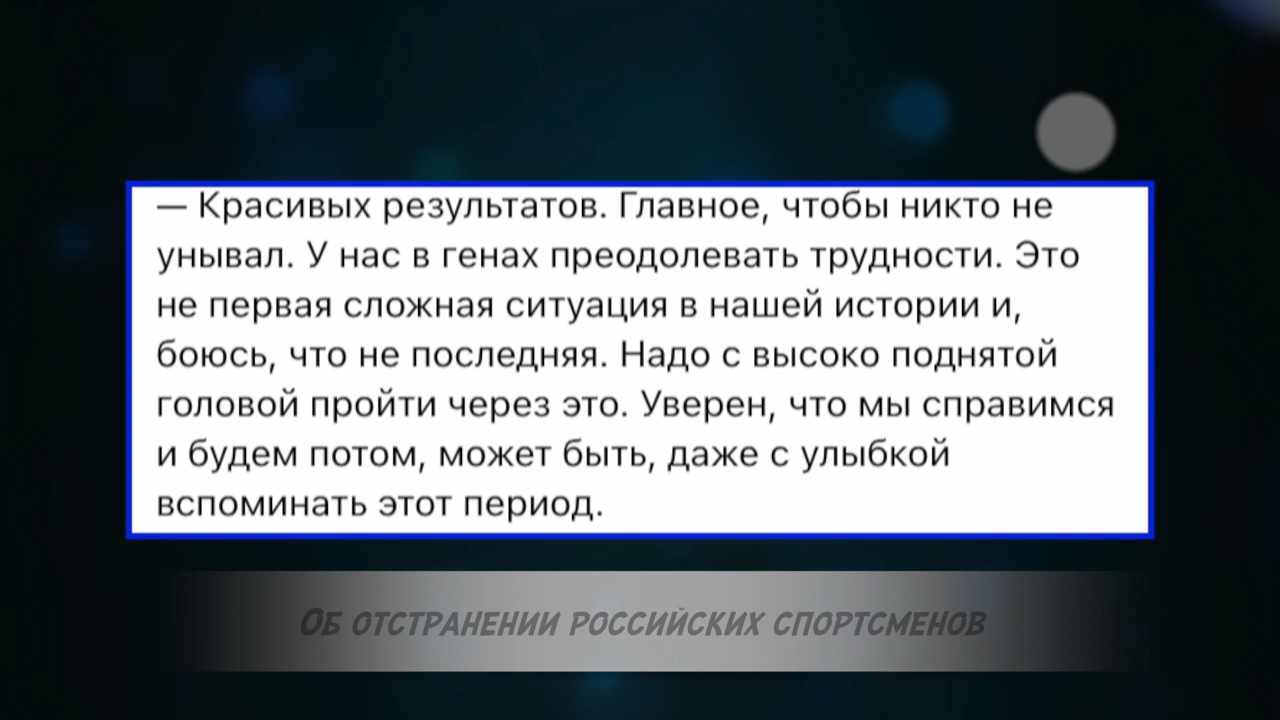 — Красивых результатов. Главное, чтобы никто не
унывал. У нас в генах преодолевать трудности. Это
не первая сложная ситуация в нашей истории и,
боюсь, что не последняя. Надо с высоко поднятой
головой пройти через это. Уверен, что мы справимся
и будем потом, может быть, даже с улыбкой
вспоминать этот период.
Об отстранении российских спортсменов